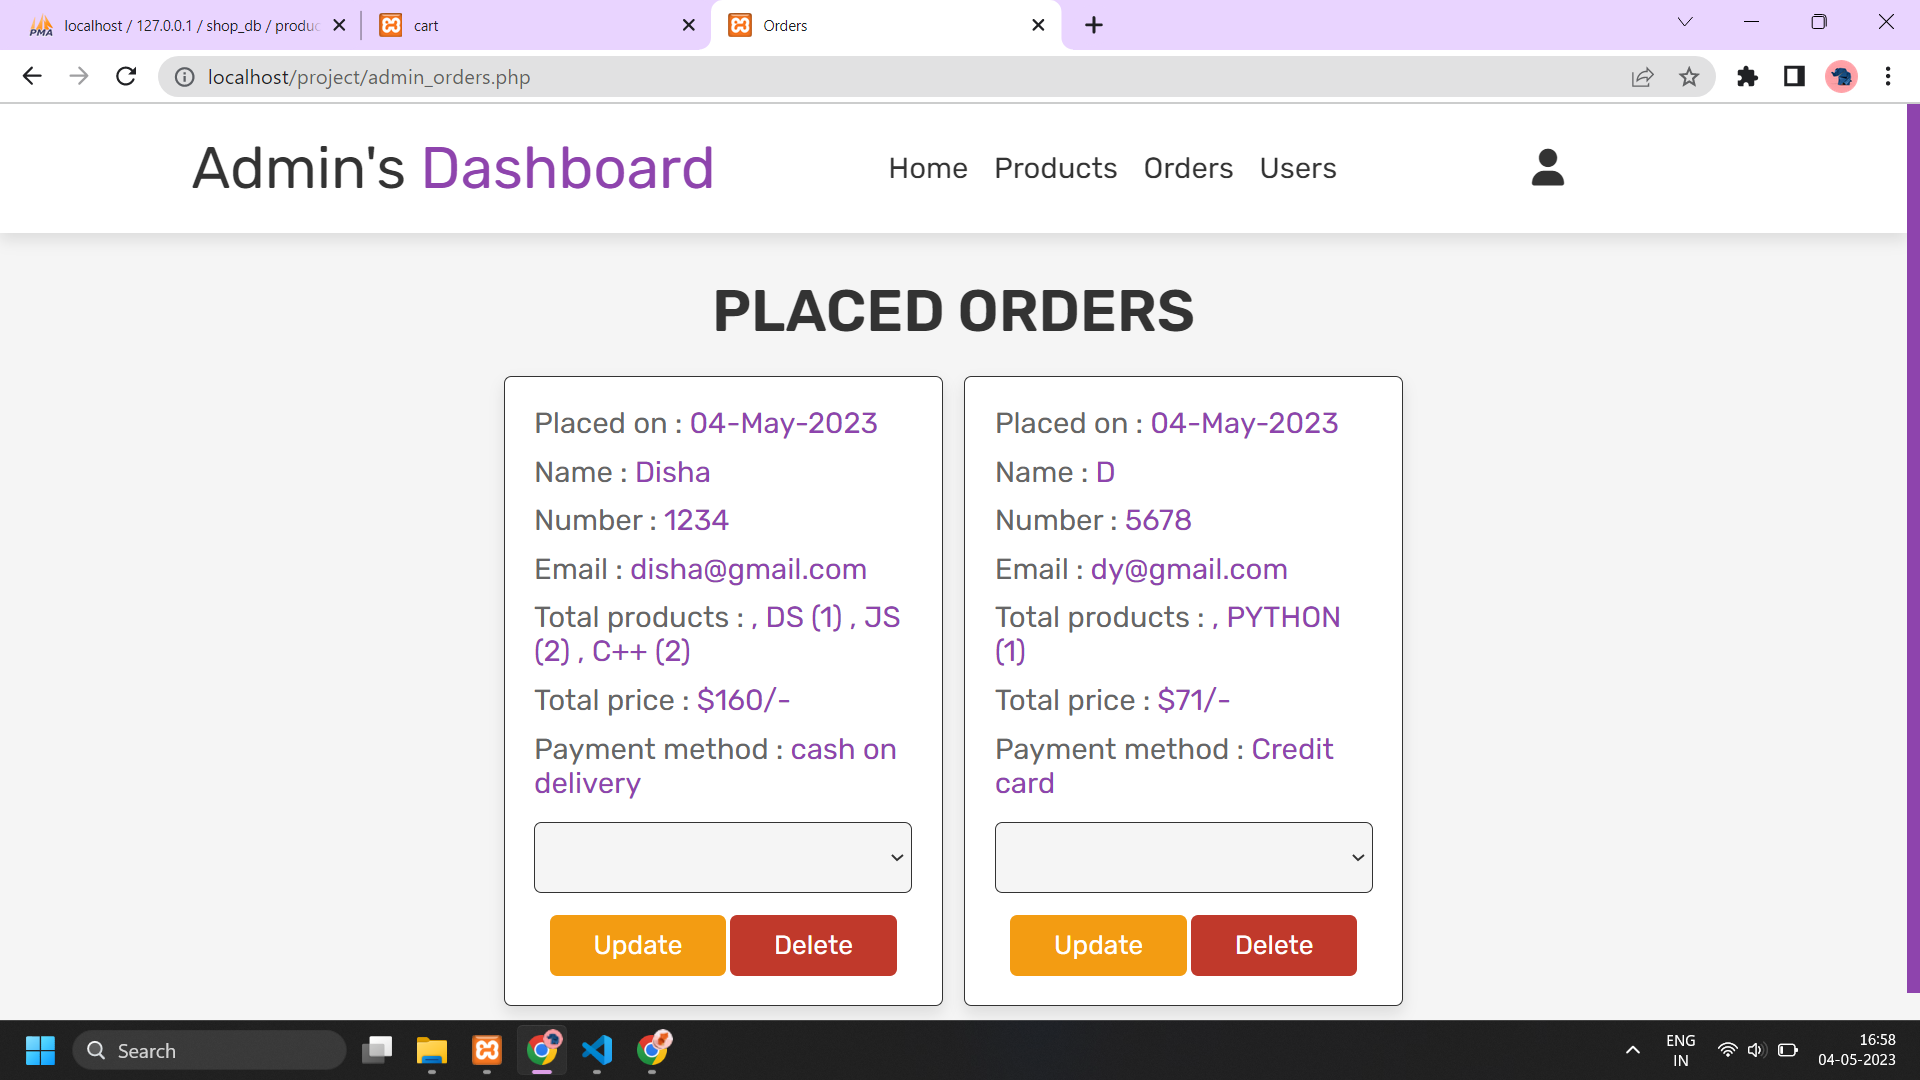 localhost / 127.0.0.1 / shop_db / produc
cart
Orders
localhost/project/admin_orders.php
Admin's Dashboard
Home Products Orders Users
PLACED ORDERS
Placed on : 04-May-2023
Name : Disha
Number : 1234
Email : disha@gmail.com
Total products : , DS (1) , JS
(2) , C++ (2)
Total price : $160/-
Payment method : cash on
delivery
Update Delete
Placed on : 04-May-2023
Name : D
Number : 5678
Email : dy@gmail.com
Total products : , PYTHON
(1)
Total price : $71/-
Payment method : Credit
card
Update Delete
Search
ENG
IN
16:58
04-05-2023